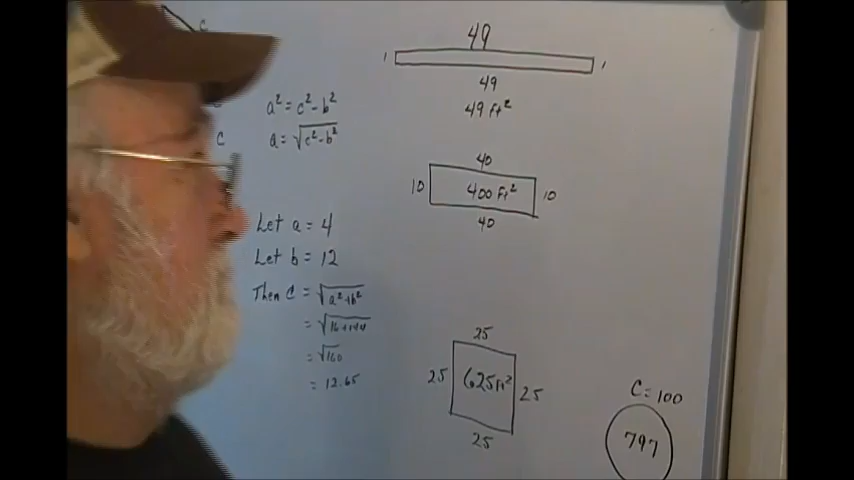 C
C
a² = c² - b²
a = √c² - b²
Let a = 4
Let b = 12
Then C = √a² + b²
= √16 + 144
= √160
= 12.65
49
1 1
49
49 ft²
40
10 400 Ft² 10
40
25
25 625 Ft² 25
25
C = 100
797